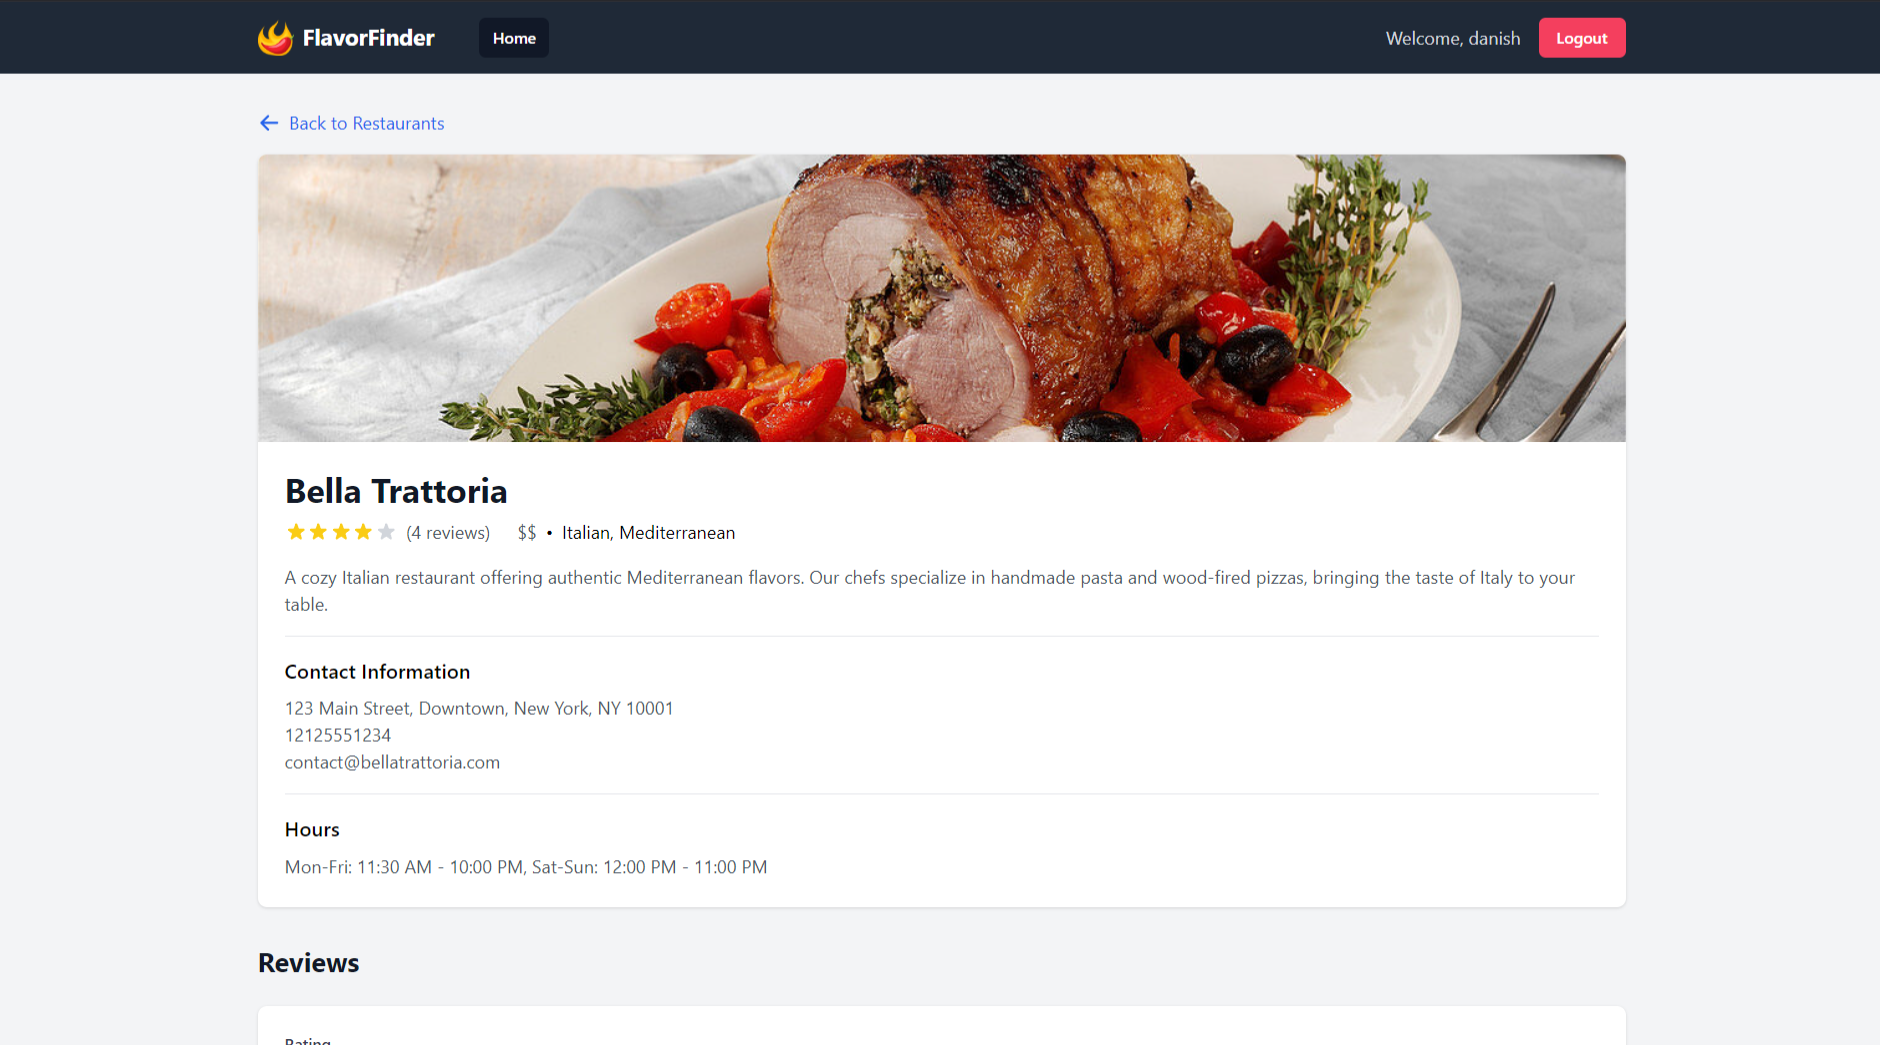 FlavorFinder
Home
Welcome, danish
Logout
Back to Restaurants
Bella Trattoria
(4 reviews)
$$ • Italian, Mediterranean
A cozy Italian restaurant offering authentic Mediterranean flavors. Our chefs specialize in handmade pasta and wood-fired pizzas, bringing the taste of Italy to your
table.
Contact Information
123 Main Street, Downtown, New York, NY 10001
12125551234
contact@bellatrattoria.com
Hours
Mon-Fri: 11:30 AM - 10:00 PM, Sat-Sun: 12:00 PM - 11:00 PM
Reviews
Rating